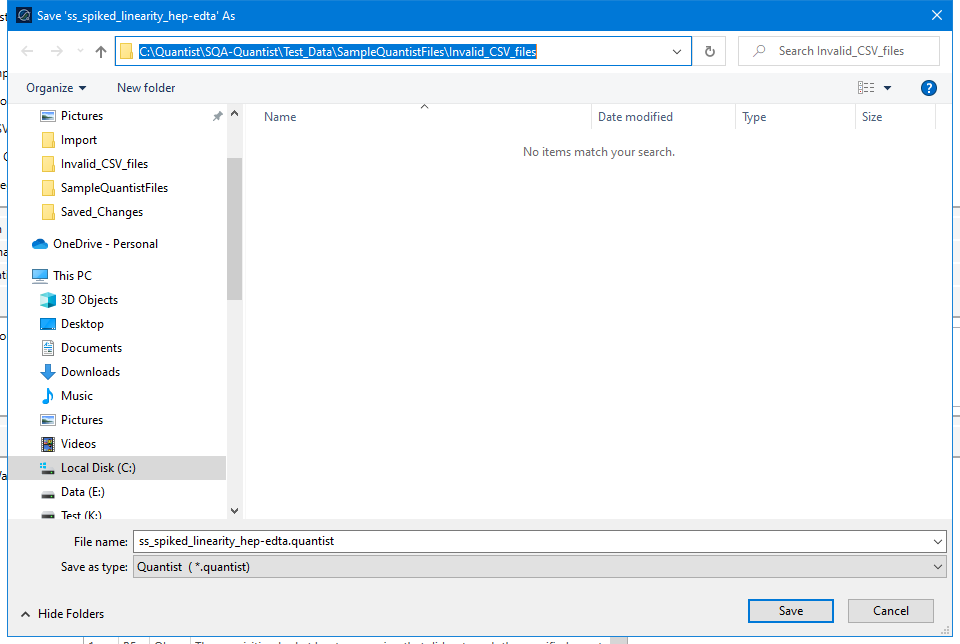 Save 'ss_spiked_linearity_hep-edta' As
C:\Quantist\SQA-Quantist\Test_Data\SampleQuantistFiles\Invalid_CSV_files
Search Invalid_CSV_files
Organize
New folder
Name
Date modified
Type
Size
No items match your search.
Pictures
Import
Invalid_CSV_files
SampleQuantistFiles
Saved_Changes
OneDrive - Personal
This PC
3D Objects
Desktop
Documents
Downloads
Music
Pictures
Videos
Local Disk (C:)
Data (E:)
Test (K:)
File name: ss_spiked_linearity_hep-edta.quantist
Save as type: Quantist ( *.quantist)
Hide Folders
Save
Cancel